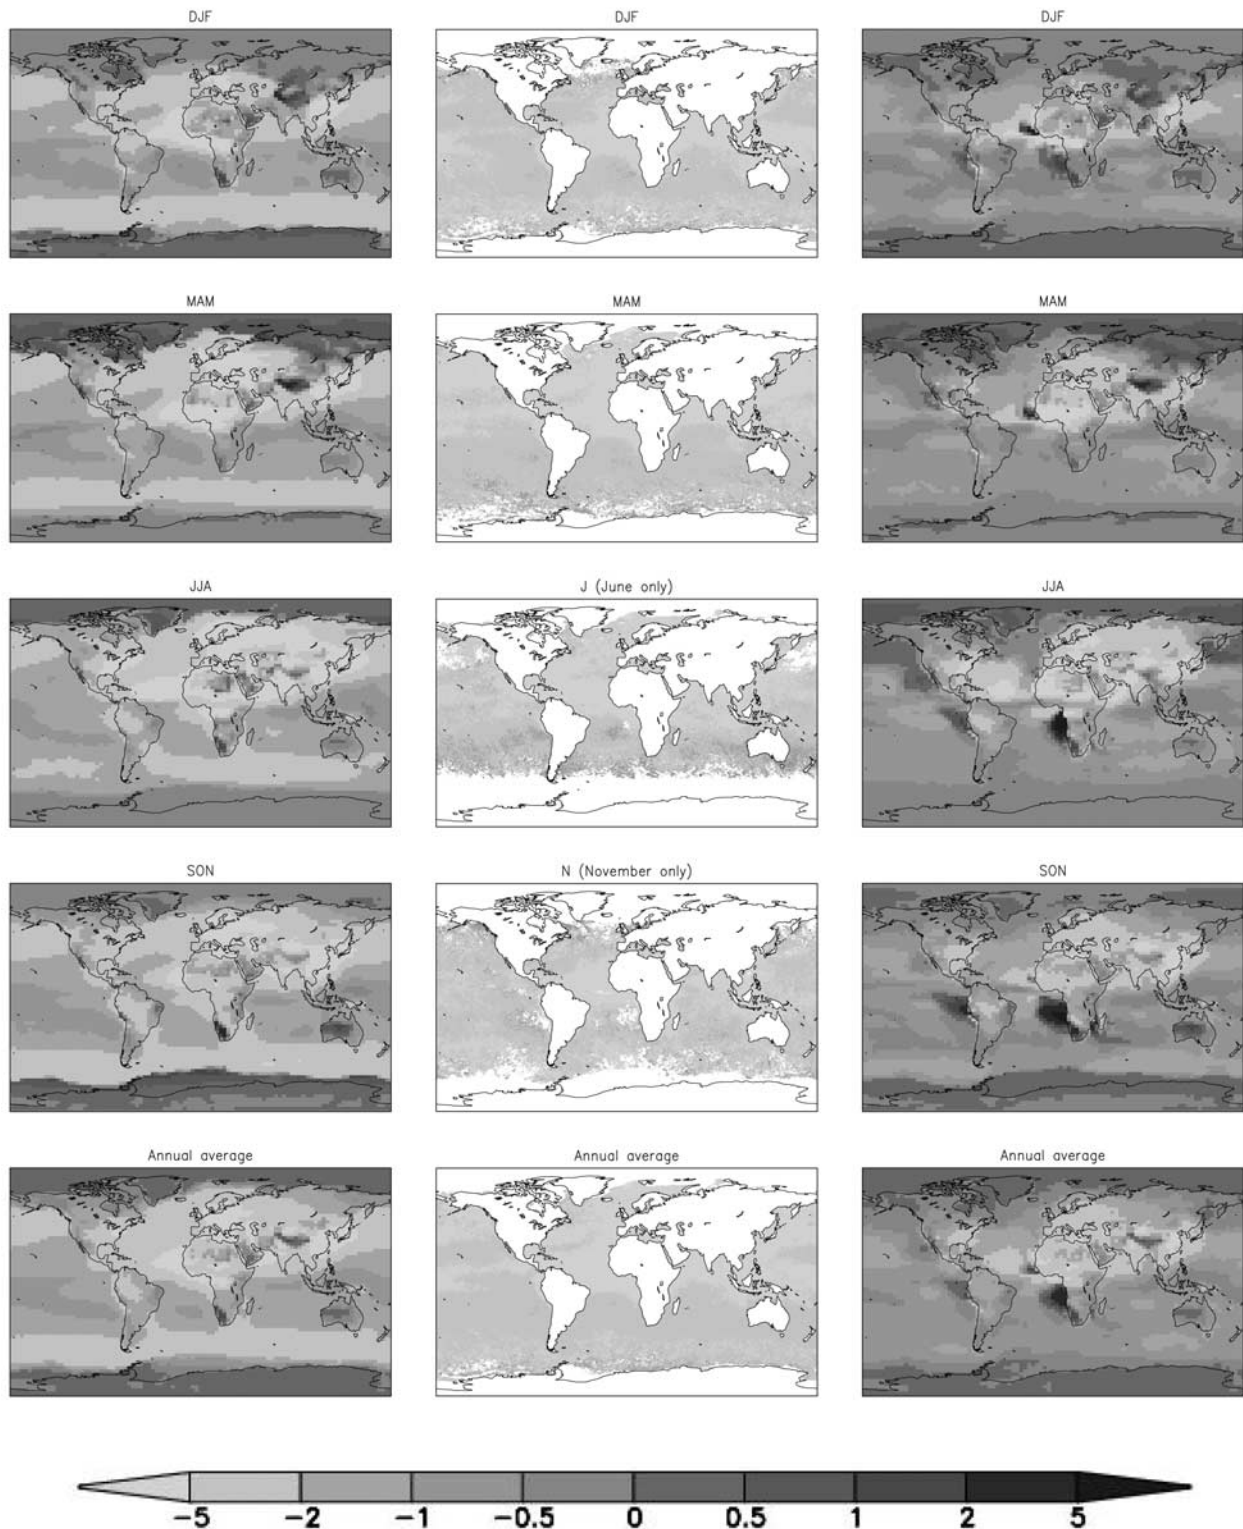 DJF DJF DJF
MAM MAM MAM
JJA J (June only) JJA
SON N (November only) SON
Annual average Annual average Annual average
−5 −2 −1 −0.5 0 0.5 1 2 5